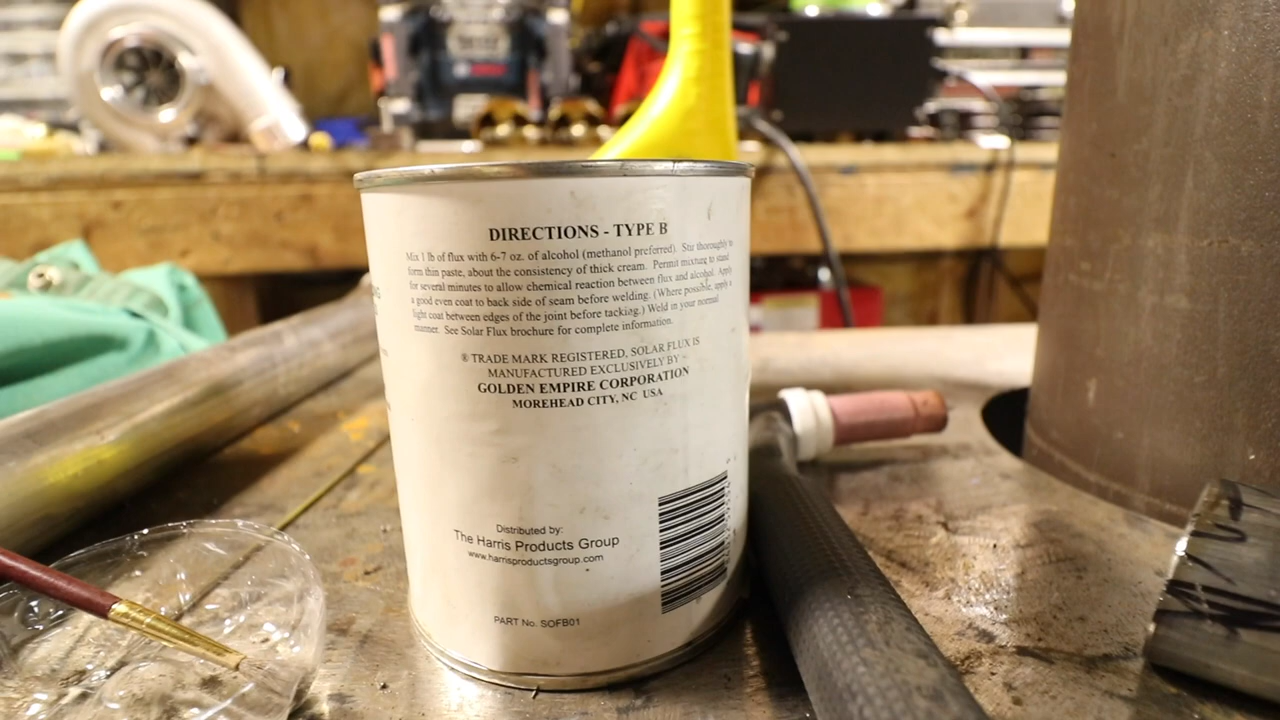 DIRECTIONS - TYPE B
Mix 1 lb of flux with 6-7 oz. of alcohol (methanol preferred). Stir thoroughly to
form thin paste, about the consistency of thick cream. Permit mixture to stand
for several minutes to allow chemical reaction between flux and alcohol. Apply
a good even coat to back side of seam before welding. (Where possible, apply a
light coat between edges of the joint before tacking.) Weld in your normal
manner. See Solar Flux brochure for complete information.
® TRADE MARK REGISTERED, SOLAR FLUX IS
MANUFACTURED EXCLUSIVELY BY
GOLDEN EMPIRE CORPORATION
MOREHEAD CITY, NC USA
Distributed by:
The Harris Products Group
www.harrisproductsgroup.com
PART No. SOFB01
BOSCH